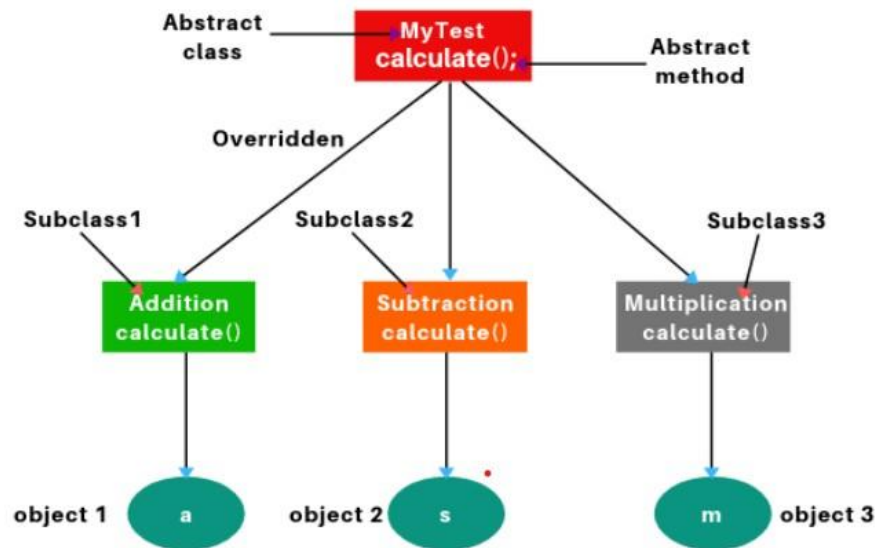 Abstract
class
MyTest
calculate();
Abstract
method
Overridden
Subclass1
Subclass2
Subclass3
Addition
calculate()
Subtraction
calculate()
Multiplication
calculate()
object 1
a
object 2
s
m
object 3